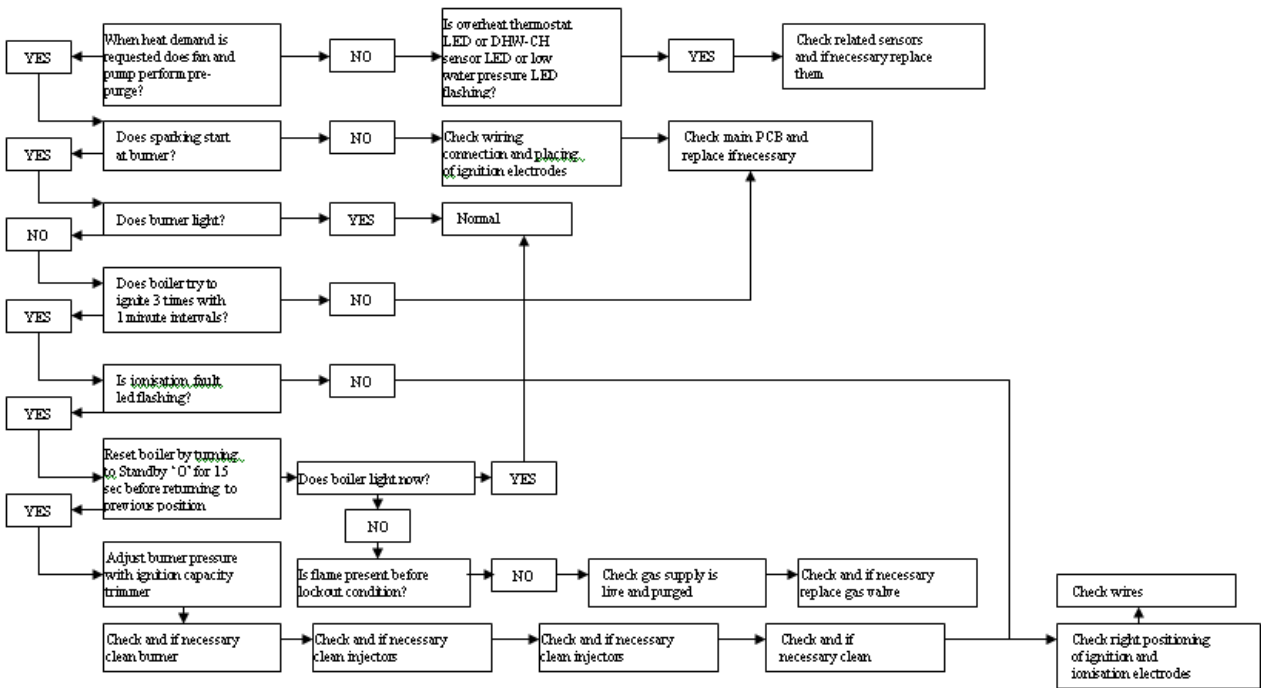 When heat demand is
requested does fan and
pump perform pre-
purge?
YES
NO
Is overheat thermostat
LED or DHW-CH
sensor LED or low
water pressure LED
flashing?
YES
Check related sensors
and if necessary replace
them
Does sparking start
at burner?
YES
NO
Check wiring
connection and placing
of ignition electrodes
Check main PCB and
replace if necessary
Does burner light?
NO
YES
Normal
Does boiler try to
ignite 3 times with
1 minute intervals?
YES
NO
Is ionisation fault
led flashing?
YES
NO
Reset boiler by turning
to Standby ‘O’ for 15
sec before returning to
previous position
YES
Does boiler light now?
YES
NO
Adjust burner pressure
with ignition capacity
trimmer
Is flame present before
lockout condition?
NO
Check gas supply is
live and purged
Check and if necessary
replace gas valve
Check wires
Check and if necessary
clean burner
Check and if necessary
clean injectors
Check and if necessary
clean injectors
Check and if
necessary clean
Check right positioning
of ignition and
ionisation electrodes